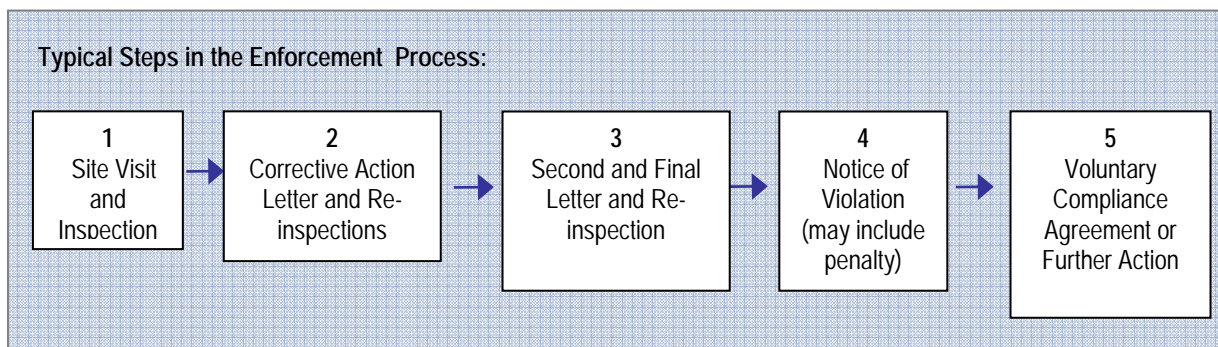 Typical Steps in the Enforcement Process:
1
Site Visit
and
Inspection
2
Corrective Action
Letter and Re-
inspections
3
Second and Final
Letter and Re-
inspection
4
Notice of
Violation
(may include
penalty)
5
Voluntary
Compliance
Agreement or
Further Action